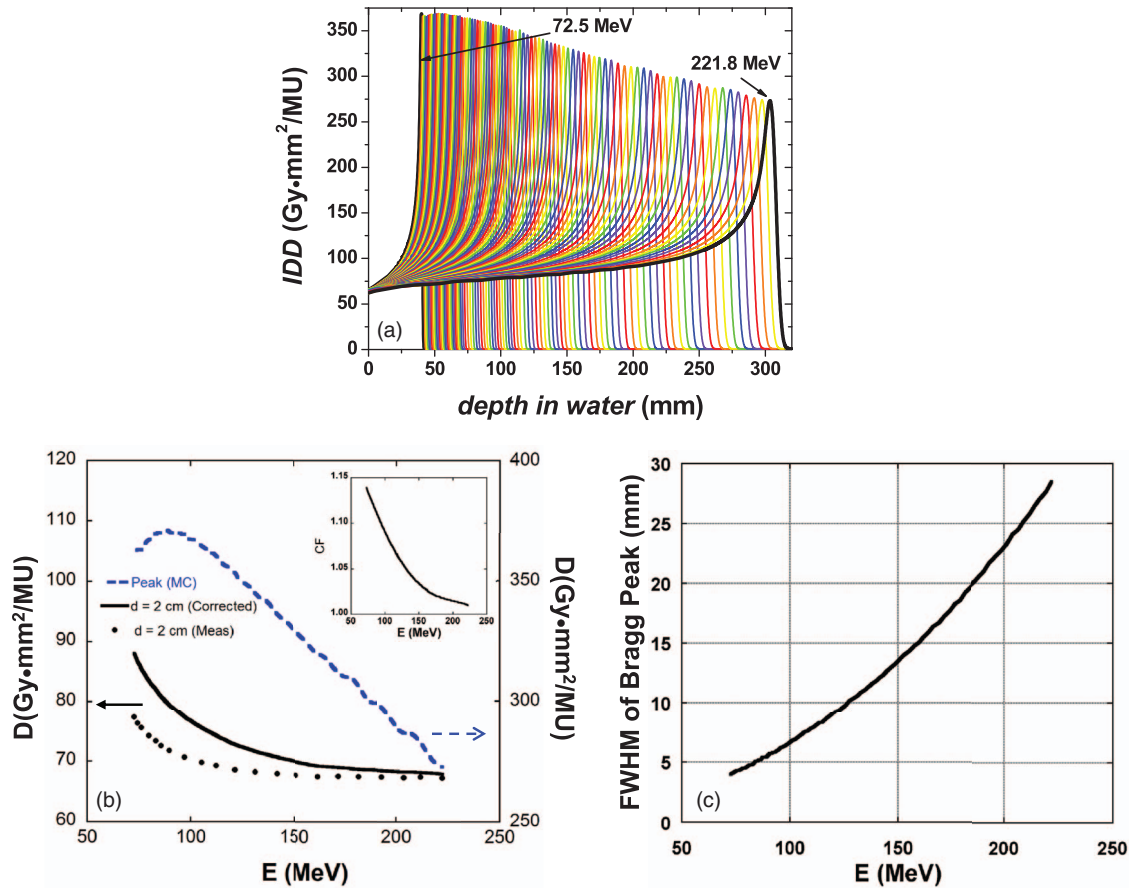 IDD (Gy•mm²/MU)
350
300
250
200
150
100
50
0
72.5 MeV
221.8 MeV
(a)
0 50 100 150 200 250 300
depth in water (mm)
D(Gy•mm²/MU)
120
110
100
90
80
70
60
Peak (MC)
d = 2 cm (Corrected)
d = 2 cm (Meas)
(b)
CF
1.15
1.10
1.05
1.00
50 100 150 200 250
E (MeV)
400
350
300
250
D(Gy•mm²/MU)
50 100 150 200 250
E (MeV)
FWHM of Bragg Peak (mm)
30
25
20
15
10
5
0
(c)
50 100 150 200 250
E (MeV)